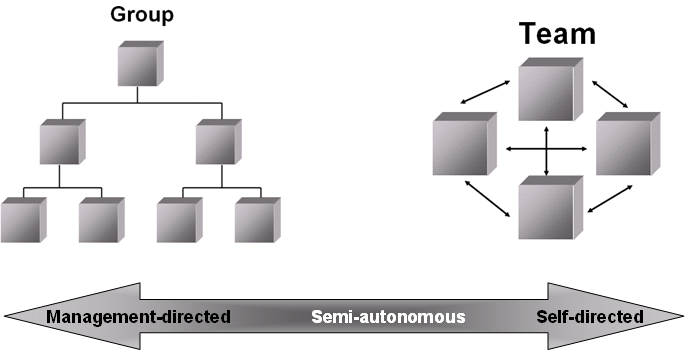 Group
Team
Management-directed
Semi-autonomous
Self-directed